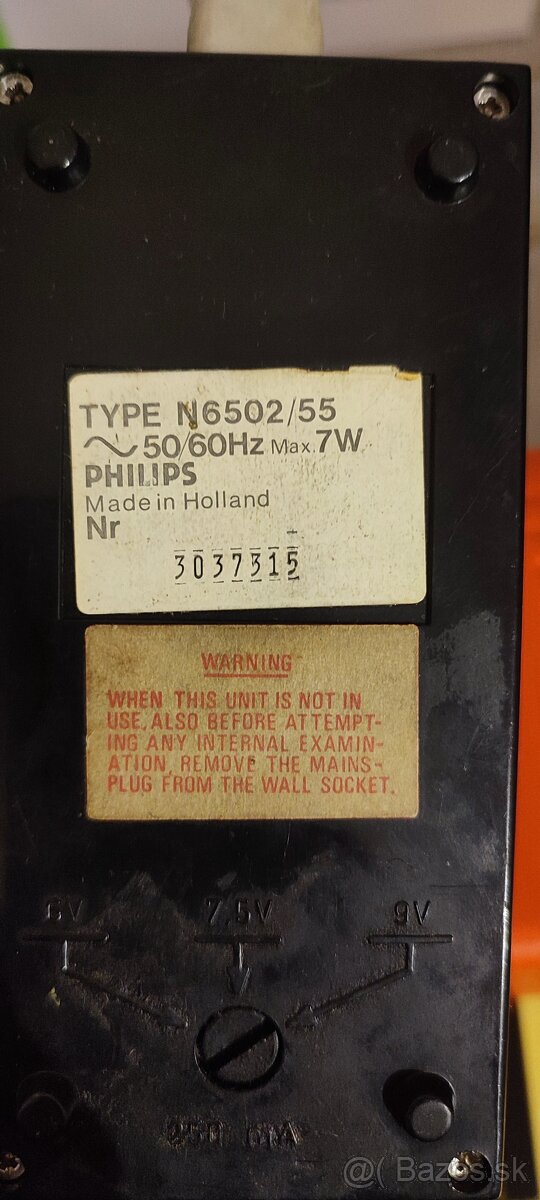 TYPE N6502/55
~ 50/60Hz Max. 7W
PHILIPS
Made in Holland
Nr
3037315
WARNING
WHEN THIS UNIT IS NOT IN
USE, ALSO BEFORE ATTEMPT-
ING ANY INTERNAL EXAMIN-
ATION, REMOVE THE MAINS-
PLUG FROM THE WALL SOCKET.
6V 7,5V 9V
250 mA
@( Bazos.sk